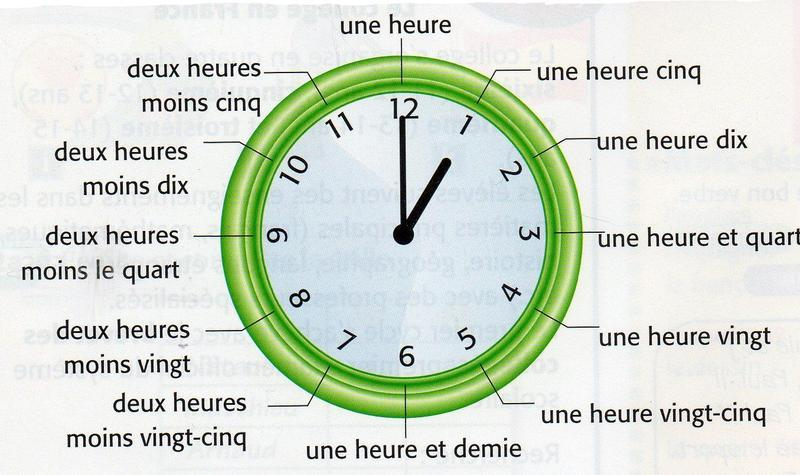 une heure
une heure cinq
une heure dix
une heure et quart
une heure vingt
une heure vingt-cinq
une heure et demie
deux heures
moins vingt-cinq
deux heures
moins vingt
deux heures
moins le quart
deux heures
moins dix
deux heures
moins cinq
12
1
2
3
4
5
6
7
8
9
10
11